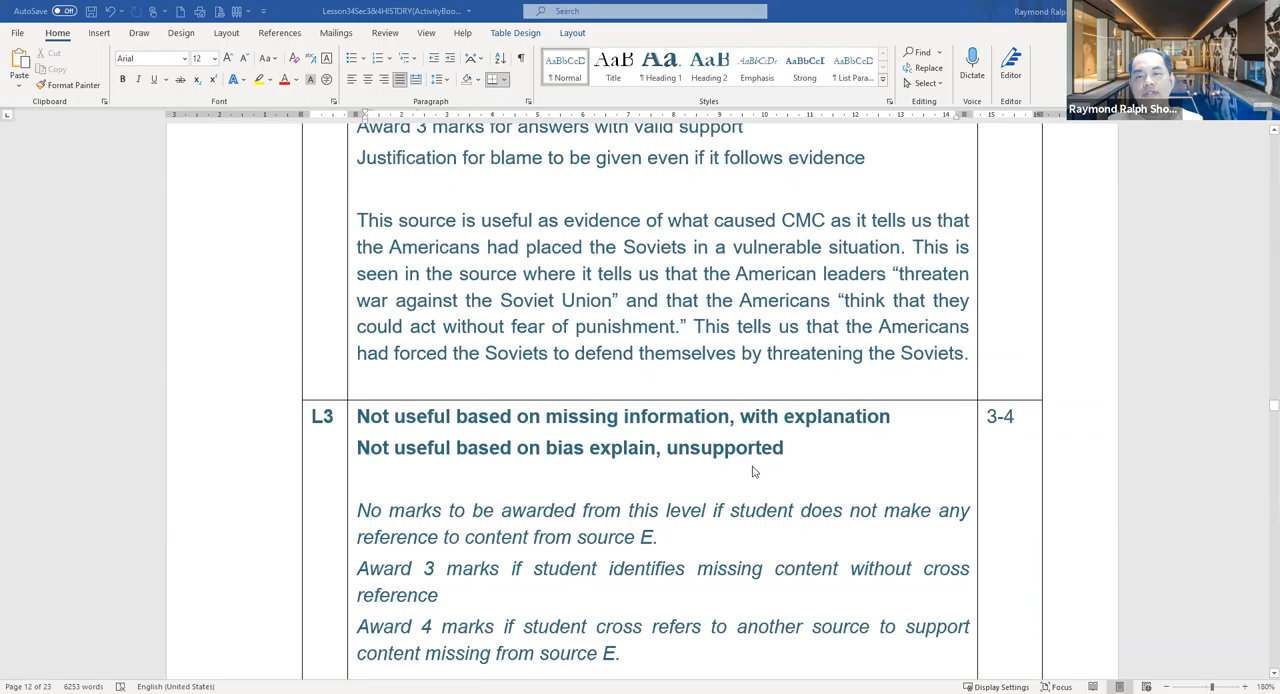 AutoSave Off Lesson34Sec3&4HISTORY(ActivityBoo... Search Raymond Ralph
File Home Insert Draw Design Layout References Mailings Review View Help Table Design Layout
Paste Cut Copy Format Painter Arial 12 Normal Title Heading 1 Heading 2 Emphasis Strong List Para... Find Replace Select Dictate Editor
Clipboard Font Paragraph Styles Editing Voice Editor
Raymond Ralph Sho...
Award 3 marks for answers with valid support
Justification for blame to be given even if it follows evidence
This source is useful as evidence of what caused CMC as it tells us that
the Americans had placed the Soviets in a vulnerable situation. This is
seen in the source where it tells us that the American leaders “threaten
war against the Soviet Union” and that the Americans “think that they
could act without fear of punishment.” This tells us that the Americans
had forced the Soviets to defend themselves by threatening the Soviets.
L3 Not useful based on missing information, with explanation 3-4
Not useful based on bias explain, unsupported
No marks to be awarded from this level if student does not make any
reference to content from source E.
Award 3 marks if student identifies missing content without cross
reference
Award 4 marks if student cross refers to another source to support
content missing from source E.
Page 12 of 23 6253 words English (United States) Display Settings Focus 180%